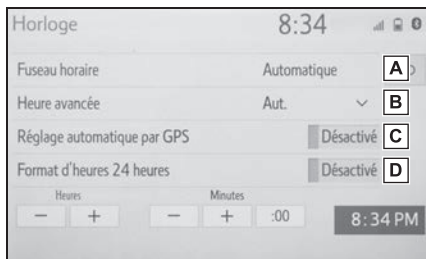 Horloge 8:34
Fuseau horaire Automatique A
Heure avancée Aut. B
Réglage automatique par GPS Désactivé C
Format d'heures 24 heures Désactivé D
Heures Minutes
− + − + :00 8:34 PM